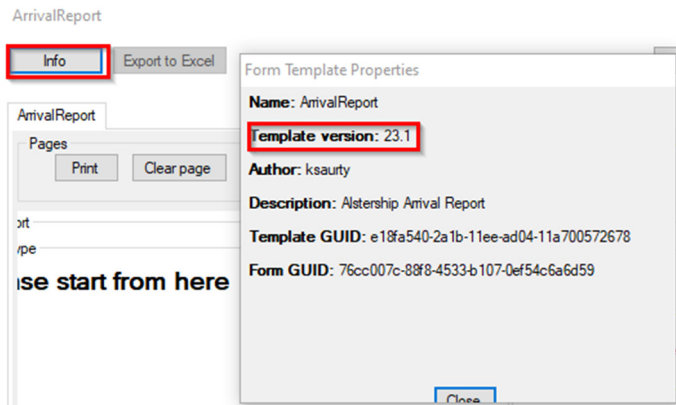 ArrivalReport
Info
Export to Excel
ArrivalReport
Pages
Print
Clear page
ort
ype
se start from here
Form Template Properties
Name: ArrivalReport
Template version: 23.1
Author: ksaurty
Description: Alstership Arrival Report
Template GUID: e18fa540-2a1b-11ee-ad04-11a700572678
Form GUID: 76cc007c-88f8-4533-b107-0ef54c6a6d59
Close